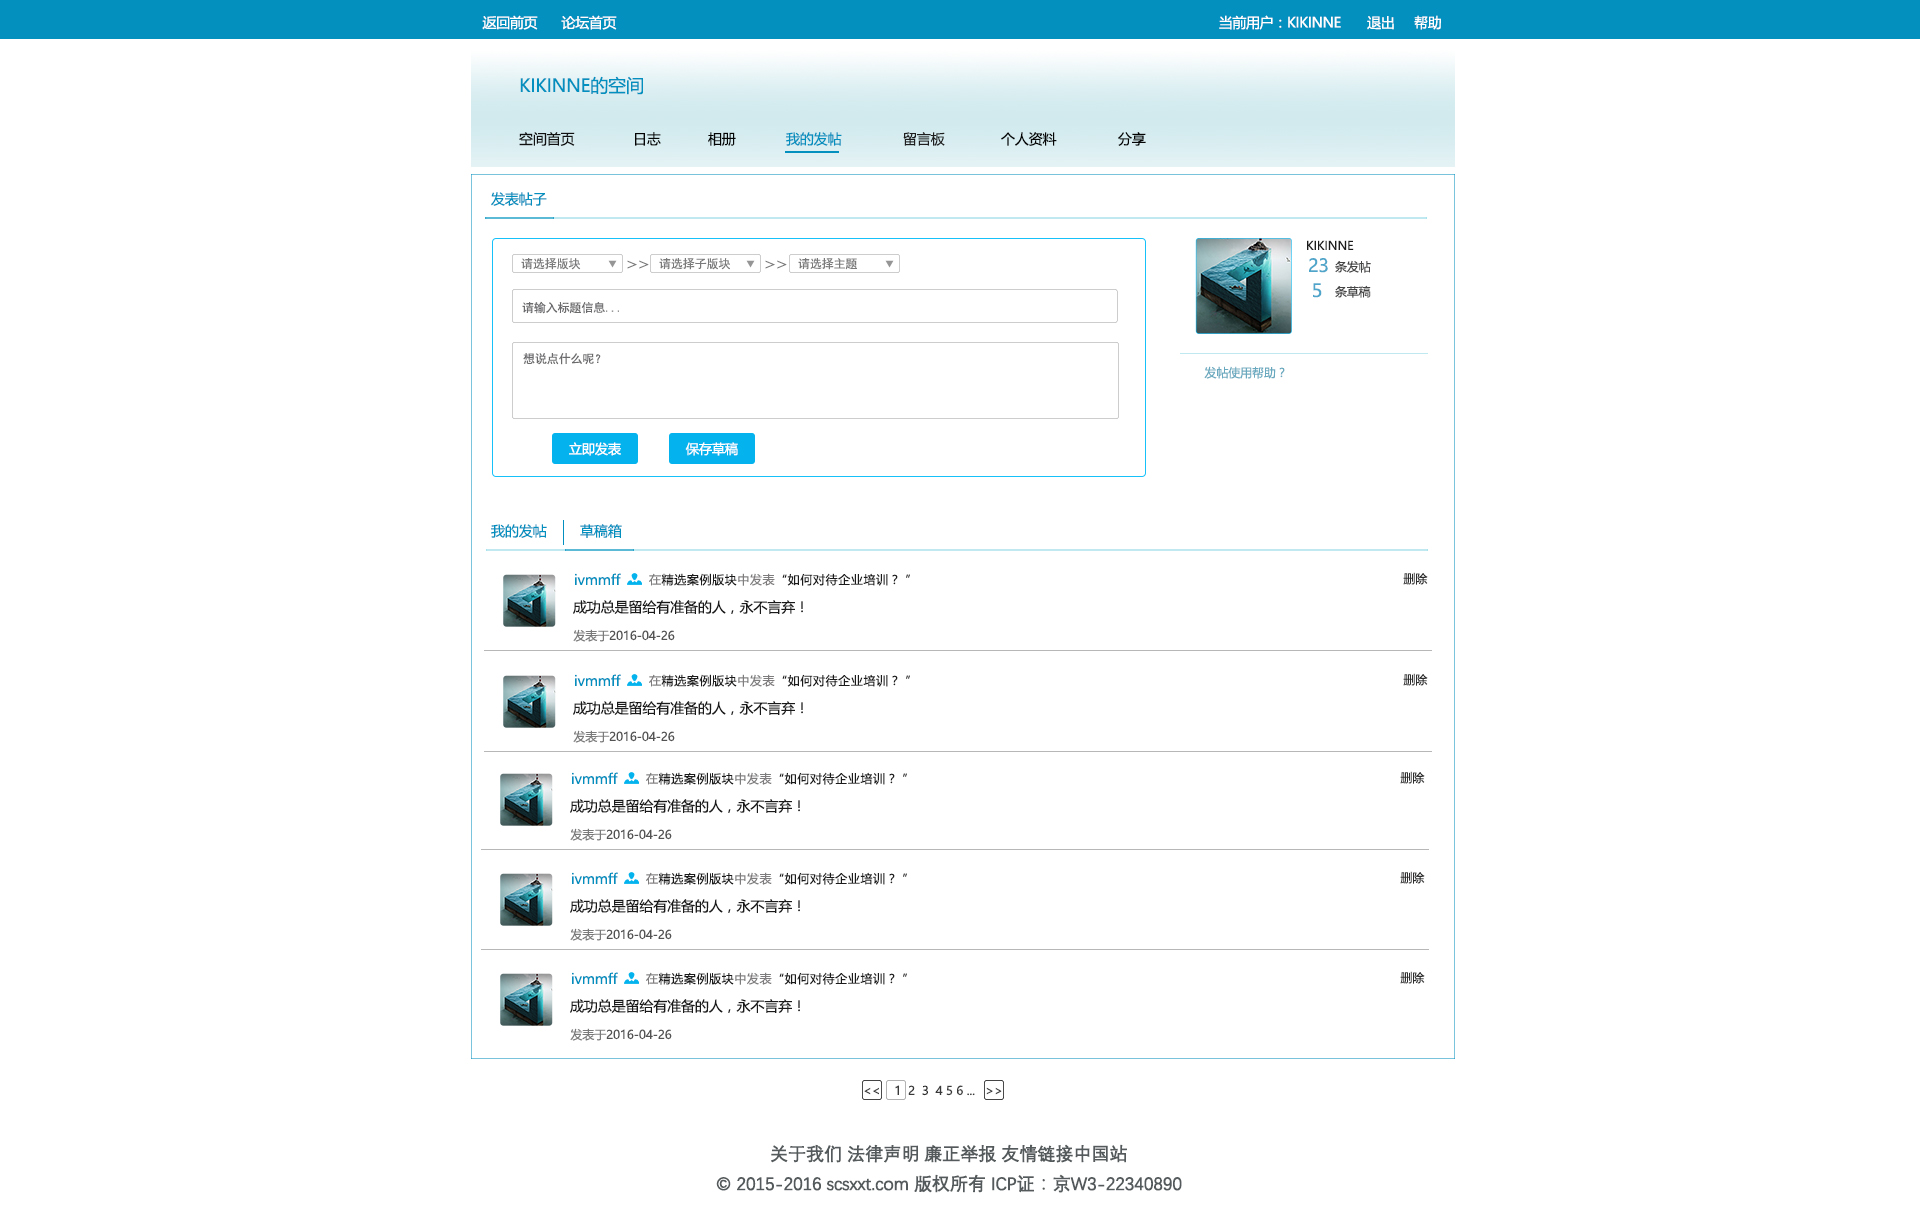 返回前页 论坛首页 当前用户：KIKINNE 退出 帮助
KIKINNE的空间
空间首页 日志 相册 我的发帖 留言板 个人资料 分享
发表帖子
请选择版块 ▼ >> 请选择子版块 ▼ >> 请选择主题 ▼
请输入标题信息...
想说点什么呢?
立即发表 保存草稿
KIKINNE
23 条发帖
5 条草稿
发帖使用帮助？
我的发帖 草稿箱
ivmmff 在精选案例版块中发表“如何对待企业培训？ ” 删除
成功总是留给有准备的人，永不言弃！
发表于2016-04-26
ivmmff 在精选案例版块中发表“如何对待企业培训？ ” 删除
成功总是留给有准备的人，永不言弃！
发表于2016-04-26
ivmmff 在精选案例版块中发表“如何对待企业培训？ ” 删除
成功总是留给有准备的人，永不言弃！
发表于2016-04-26
ivmmff 在精选案例版块中发表“如何对待企业培训？ ” 删除
成功总是留给有准备的人，永不言弃！
发表于2016-04-26
ivmmff 在精选案例版块中发表“如何对待企业培训？ ” 删除
成功总是留给有准备的人，永不言弃！
发表于2016-04-26
<< 1 2 3 4 5 6 ... >>
关于我们 法律声明 廉正举报 友情链接中国站
© 2015-2016 scsxxt.com 版权所有 ICP证：京W3-22340890